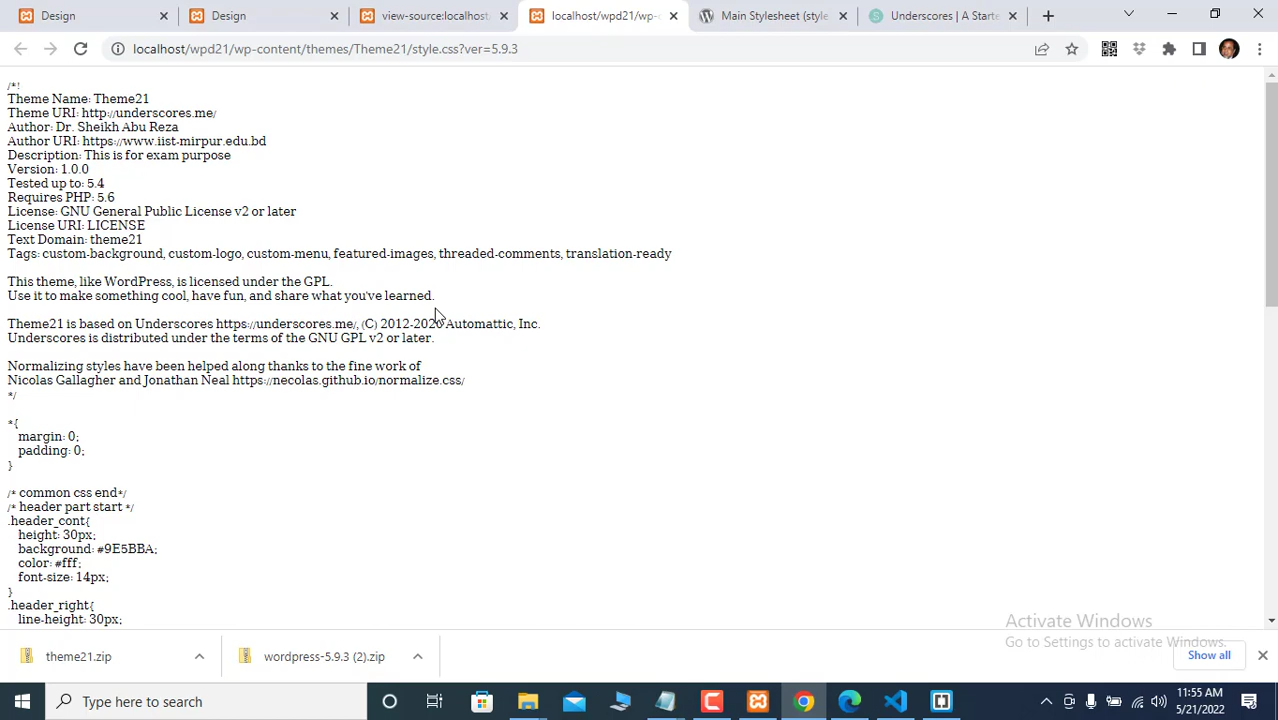 Design
Design
view-source:localhost/
localhost/wpd21/wp-c
Main Stylesheet (style
Underscores | A Starte
localhost/wpd21/wp-content/themes/Theme21/style.css?ver=5.9.3
/*!
Theme Name: Theme21
Theme URI: http://underscores.me/
Author: Dr. Sheikh Abu Reza
Author URI: https://www.iist-mirpur.edu.bd
Description: This is for exam purpose
Version: 1.0.0
Tested up to: 5.4
Requires PHP: 5.6
License: GNU General Public License v2 or later
License URI: LICENSE
Text Domain: theme21
Tags: custom-background, custom-logo, custom-menu, featured-images, threaded-comments, translation-ready
This theme, like WordPress, is licensed under the GPL.
Use it to make something cool, have fun, and share what you've learned.
Theme21 is based on Underscores https://underscores.me/, (C) 2012-2020 Automattic, Inc.
Underscores is distributed under the terms of the GNU GPL v2 or later.
Normalizing styles have been helped along thanks to the fine work of
Nicolas Gallagher and Jonathan Neal https://necolas.github.io/normalize.css/
*/
*{
margin: 0;
padding: 0;
}
/* common css end*/
/* header part start */
.header_cont{
height: 30px;
background: #9E5BBA;
color: #fff;
font-size: 14px;
}
.header_right{
line-height: 30px;
Activate Windows
Go to Settings to activate Windows.
theme21.zip
wordpress-5.9.3 (2).zip
Show all
Type here to search
11:55 AM
5/21/2022